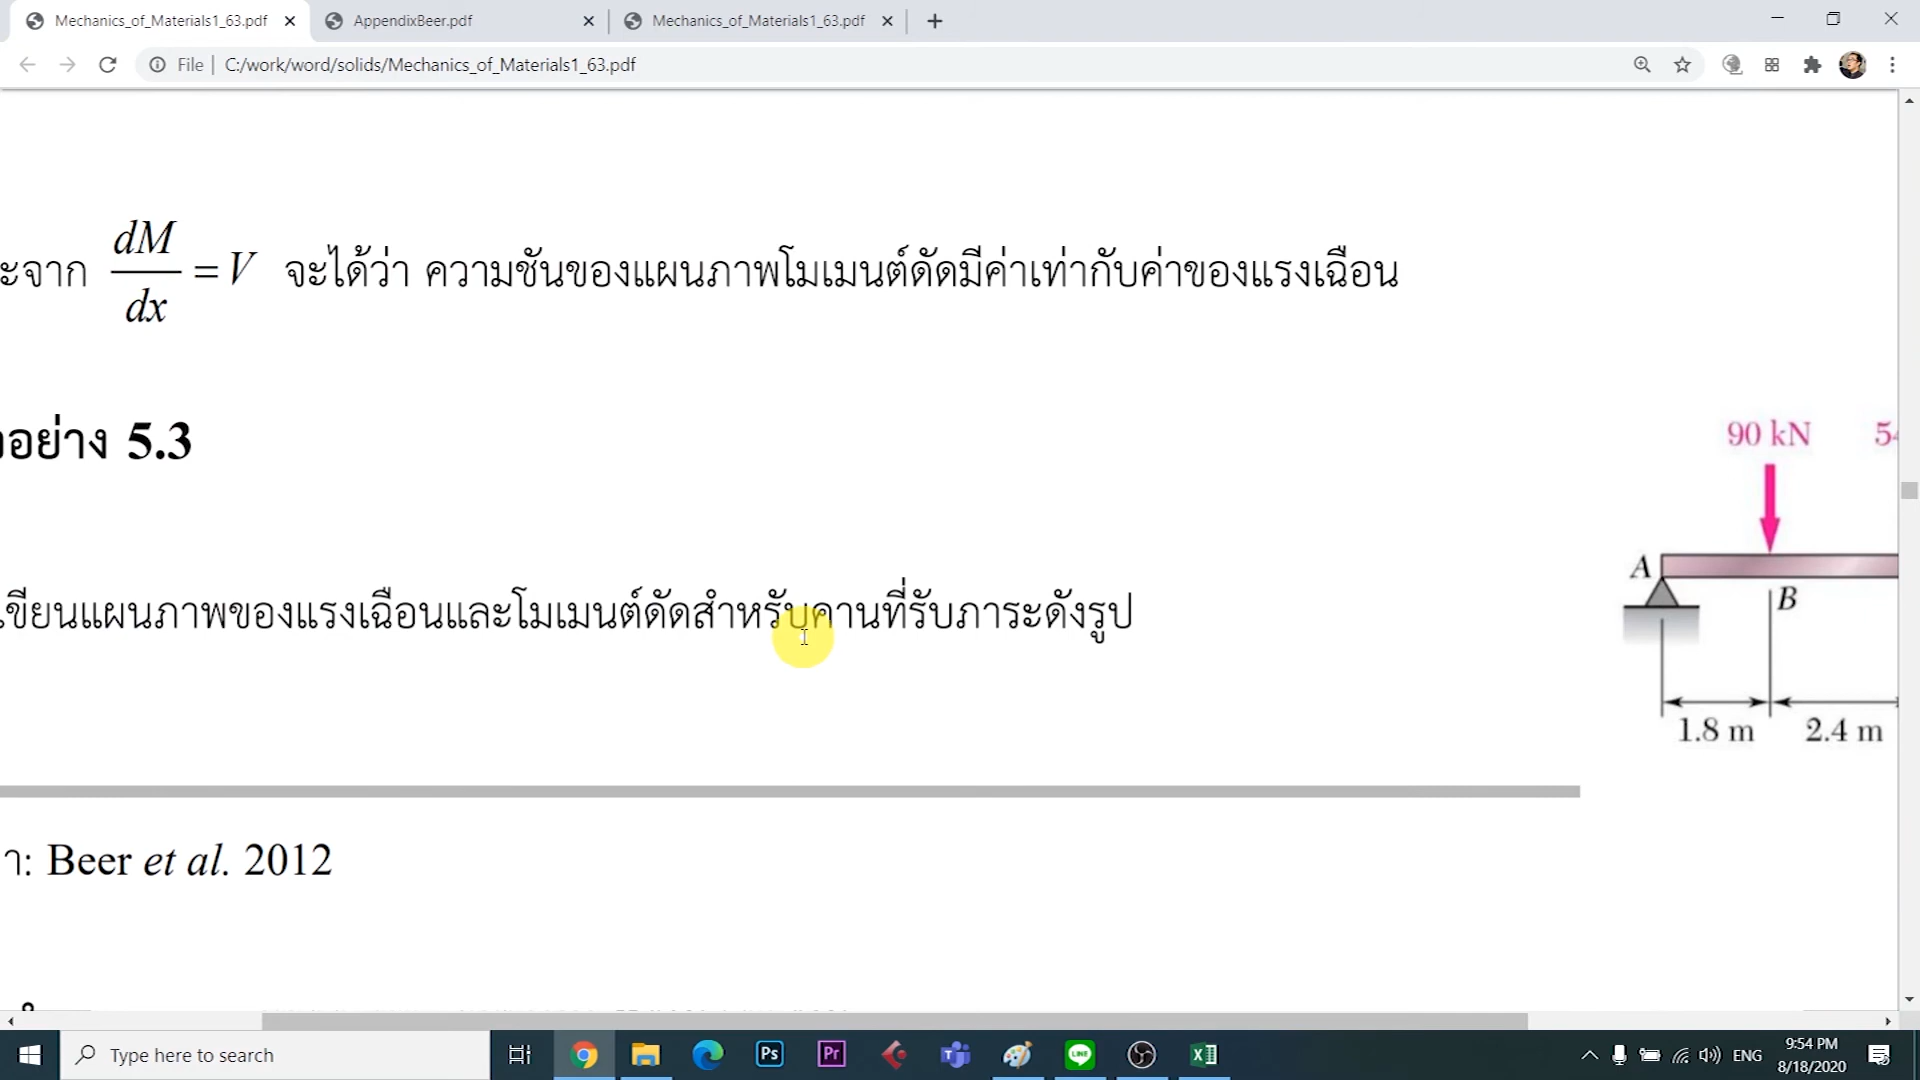 Mechanics_of_Materials1_63.pdf
AppendixBeer.pdf
Mechanics_of_Materials1_63.pdf
File
C:/work/word/solids/Mechanics_of_Materials1_63.pdf
ะจาก dM/dx = V จะได้ว่า ความชันของแผนภาพโมเมนต์ดัดมีค่าเท่ากับค่าของแรงเฉือน
อย่าง 5.3
90 kN
A
B
เขียนแผนภาพของแรงเฉือนและโมเมนต์ดัดสำหรับคานที่รับภาระดังรูป
1.8 m
2.4 m
า: Beer et al. 2012
Type here to search
Ps
Pr
LINE
ENG
9:54 PM
8/18/2020